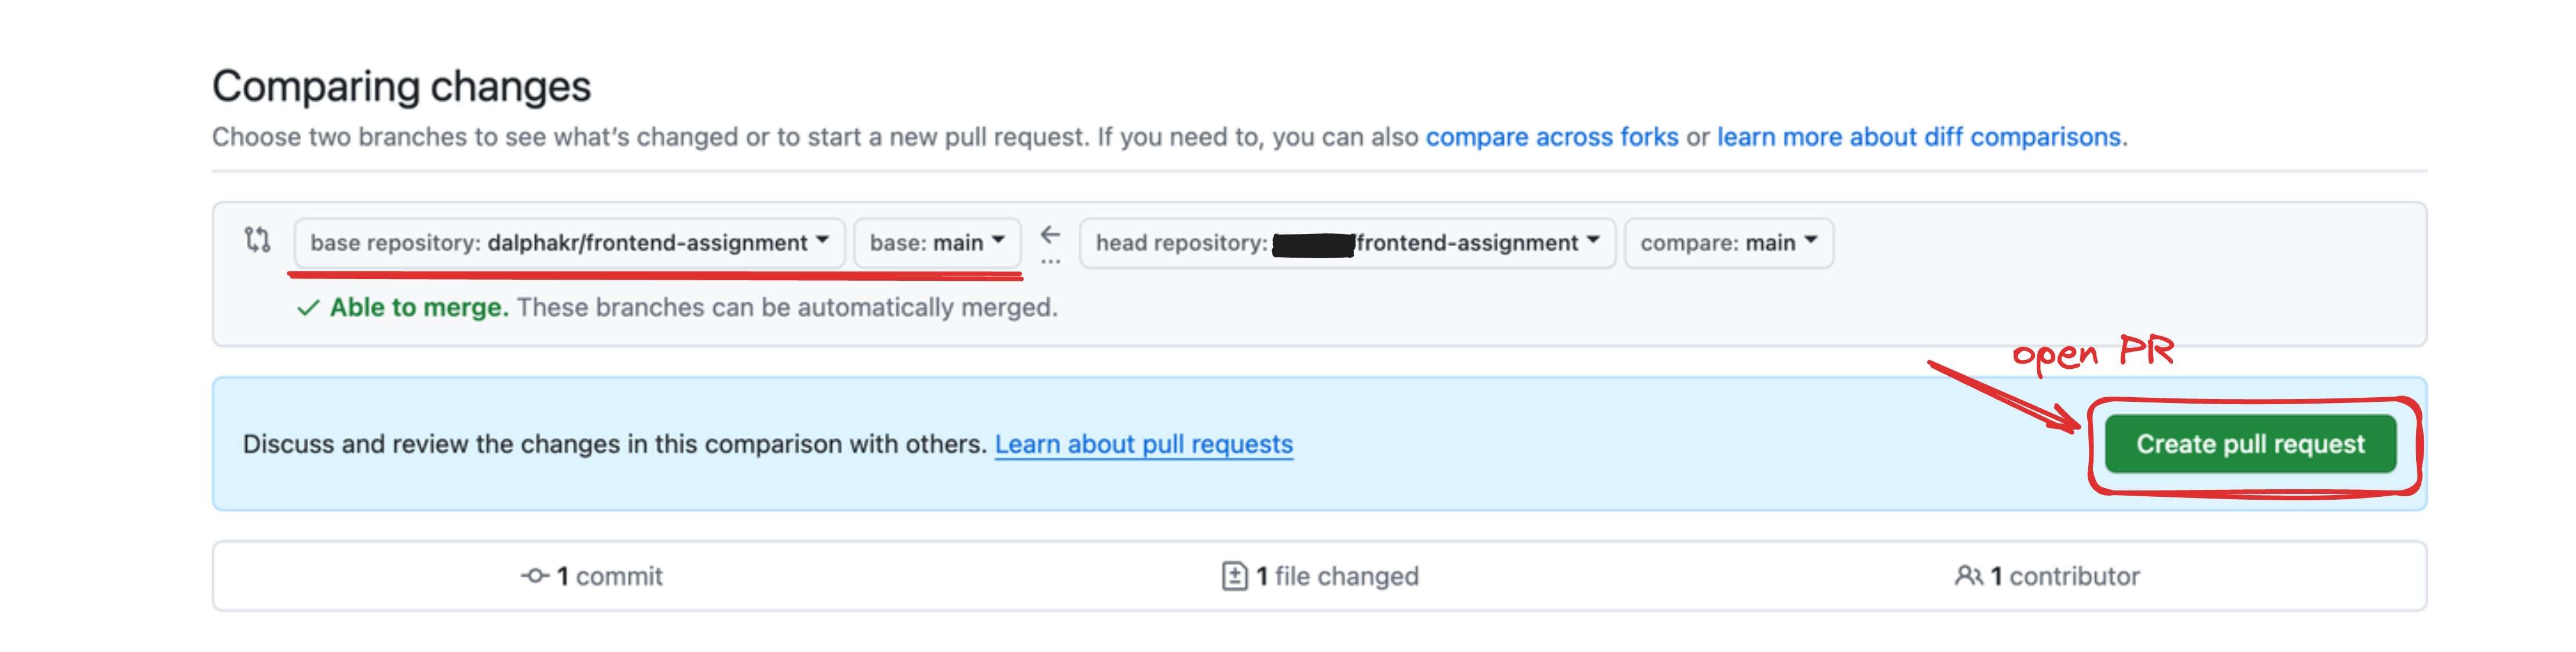 Comparing changes
Choose two branches to see what's changed or to start a new pull request. If you need to, you can also compare across forks or learn more about diff comparisons.
base repository: dalphakr/frontend-assignment base: main ← ... head repository: /frontend-assignment compare: main
✓ Able to merge. These branches can be automatically merged.
open PR
Discuss and review the changes in this comparison with others. Learn about pull requests Create pull request
1 commit 1 file changed 1 contributor